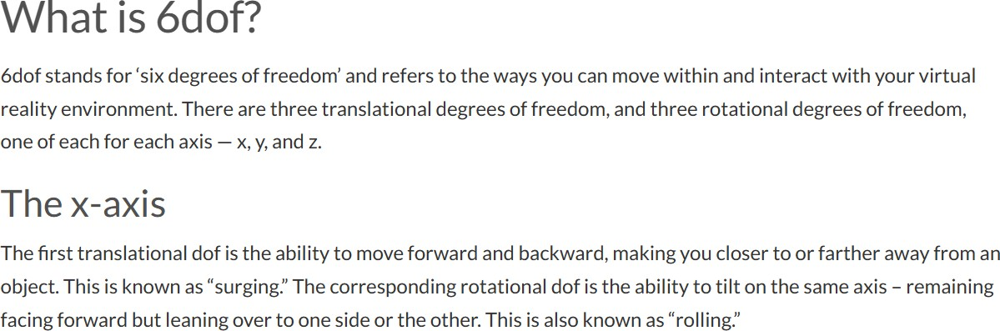 What is 6dof?
6dof stands for ‘six degrees of freedom’ and refers to the ways you can move within and interact with your virtual
reality environment. There are three translational degrees of freedom, and three rotational degrees of freedom,
one of each for each axis — x, y, and z.
The x-axis
The first translational dof is the ability to move forward and backward, making you closer to or farther away from an
object. This is known as “surging.” The corresponding rotational dof is the ability to tilt on the same axis – remaining
facing forward but leaning over to one side or the other. This is also known as “rolling.”